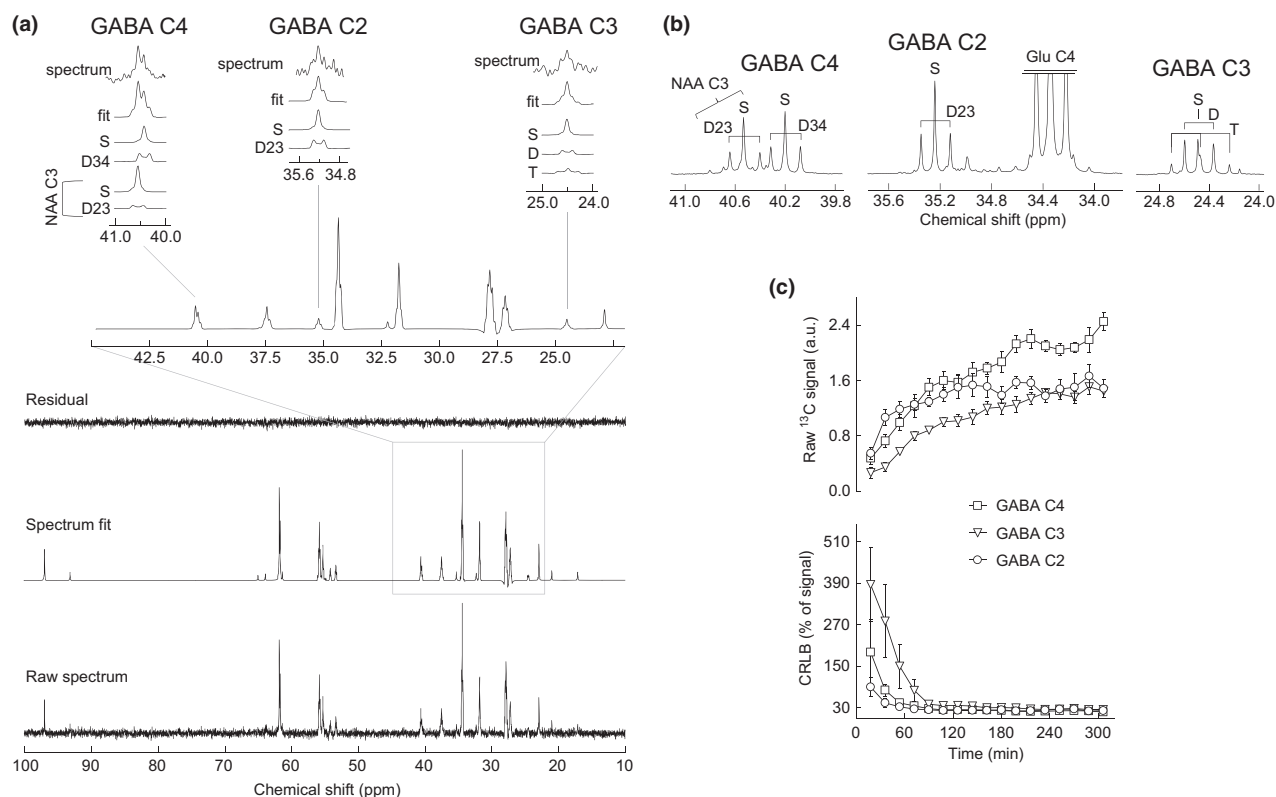 (a)
GABA C4
GABA C2
GABA C3
spectrum
fit
S
D34
NAA C3
S
D23
41.0 40.0
spectrum
fit
S
D23
35.6 34.8
spectrum
fit
S
D
T
25.0 24.0
42.5 40.0 37.5 35.0 32.5 30.0 27.5 25.0
Residual
Spectrum fit
Raw spectrum
100 90 80 70 60 50 40 30 20 10
Chemical shift (ppm)
(b)
GABA C4
NAA C3
S
D23
S
D34
41.0 40.6 40.2 39.8
GABA C2
S
D23
Glu C4
35.6 35.2 34.8 34.4 34.0
Chemical shift (ppm)
GABA C3
S
D
T
24.8 24.4 24.0
(c)
Raw 13C signal (a.u.)
2.4
1.6
0.8
0.0
GABA C4
GABA C3
GABA C2
CRLB (% of signal)
510
390
270
150
30
0 60 120 180 240 300
Time (min)